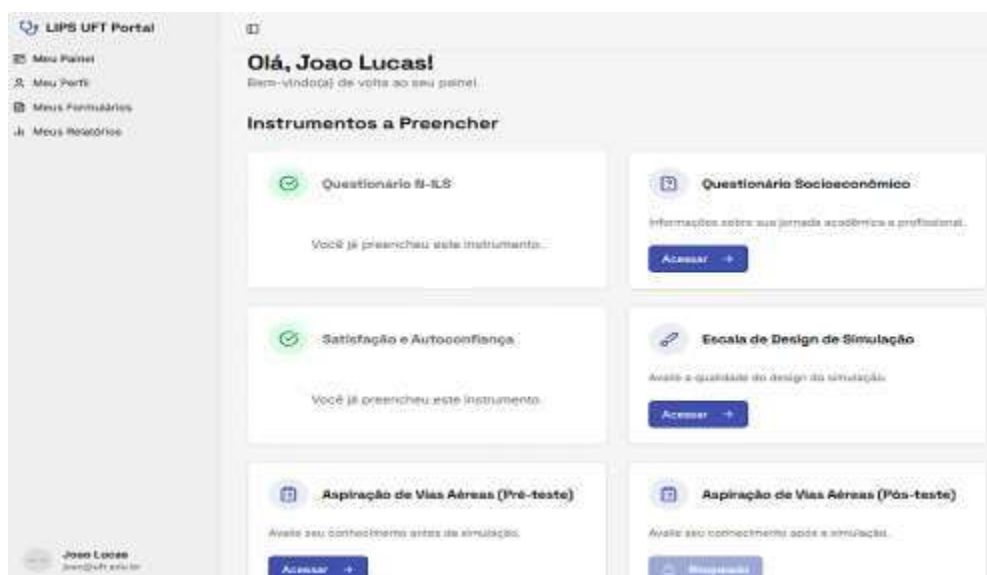 LIPS UFT Portal
Meu Painel
Meu Perfil
Meus Formulários
Meus Relatórios
Olá, Joao Lucas!
Bem-vindo(a) de volta ao seu painel.
Instrumentos a Preencher
Questionário N-ILS
Você já preencheu este instrumento.
Questionário Socioeconômico
Informações sobre sua jornada acadêmica e profissional.
Acessar →
Satisfação e Autoconfiança
Você já preencheu este instrumento.
Escala de Design de Simulação
Avalie a qualidade do design da simulação.
Acessar →
Aspiração de Vias Aéreas (Pré-teste)
Avalie seu conhecimento antes da simulação.
Acessar →
Aspiração de Vias Aéreas (Pós-teste)
Avalie seu conhecimento após a simulação.
Bloqueado
Joao Lucas